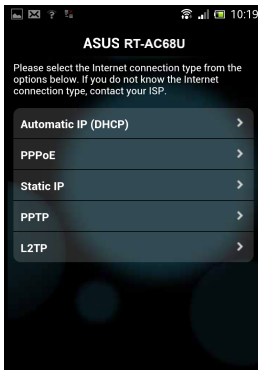 10:19
ASUS RT-AC68U
Please select the Internet connection type from the
options below. If you do not know the Internet
connection type, contact your ISP.
Automatic IP (DHCP)
PPPoE
Static IP
PPTP
L2TP